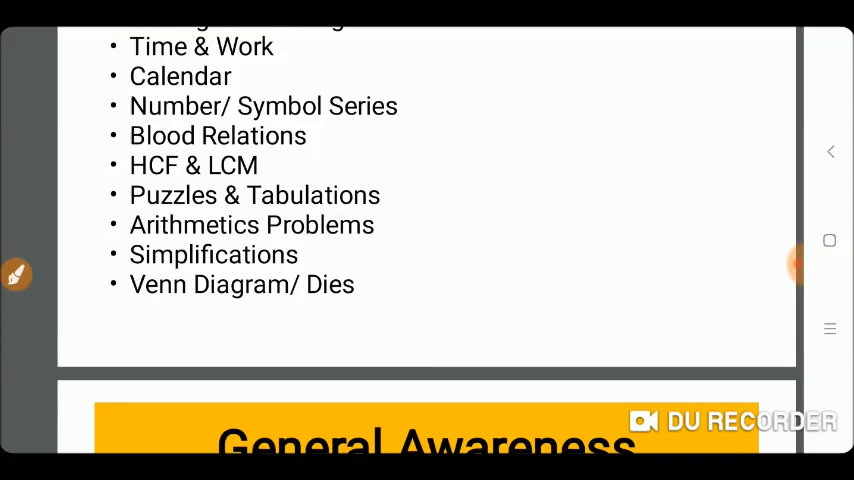 • Time & Work
• Calendar
• Number/ Symbol Series
• Blood Relations
• HCF & LCM
• Puzzles & Tabulations
• Arithmetics Problems
• Simplifications
• Venn Diagram/ Dies
General Awareness
DU RECORDER